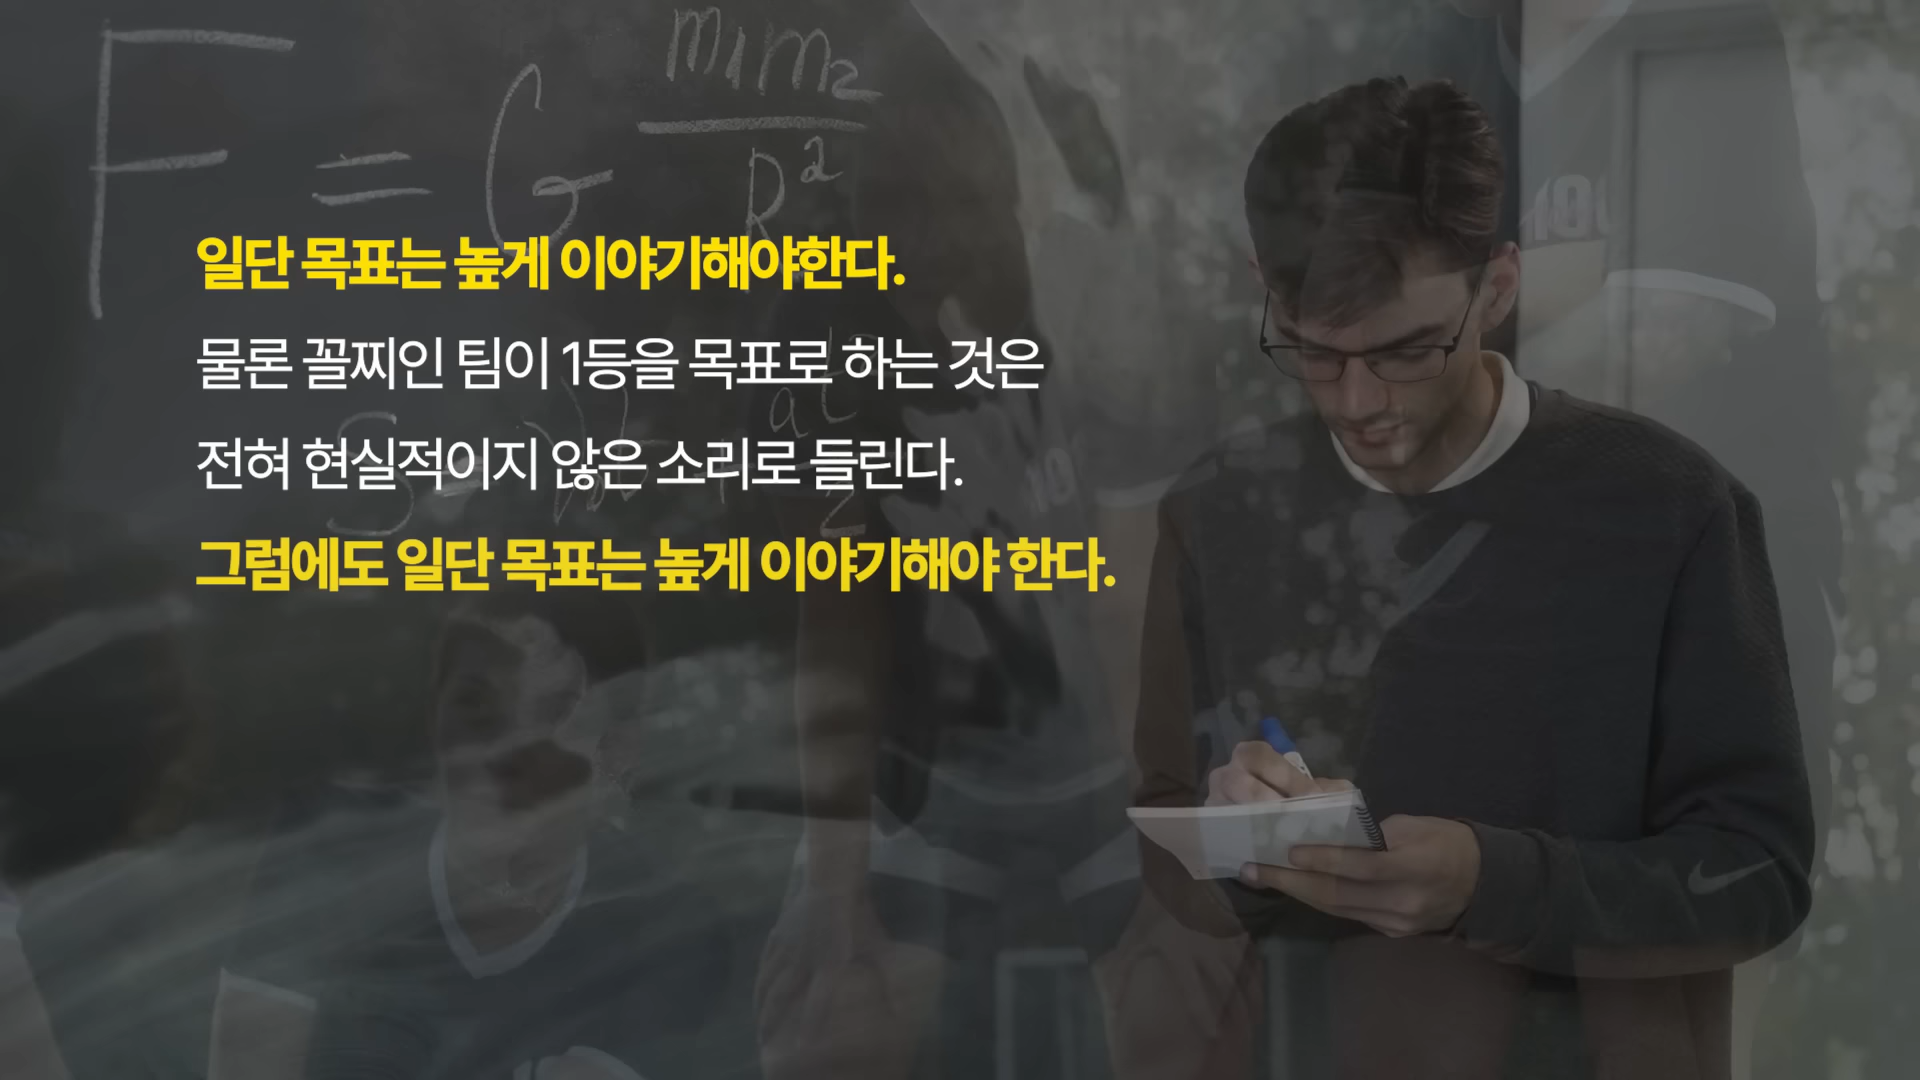 F = G m1m2
R²
일단 목표는 높게 이야기해야한다.
물론 꼴찌인 팀이 1등을 목표로 하는 것은
전혀 현실적이지 않은 소리로 들린다.
그럼에도 일단 목표는 높게 이야기해야 한다.